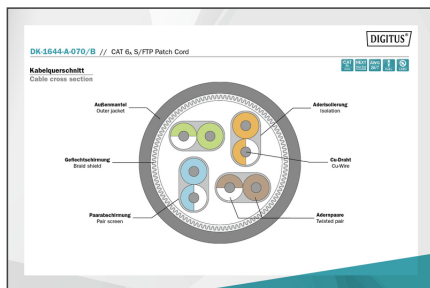 DIGITUS®
DK-1644-A-070/B // CAT 6A S/FTP Patch Cord
Kabelquerschnitt
Cable cross section
Außenmantel
Outer jacket
Aderisolierung
Isolation
Geflechtschirmung
Braid shield
Cu-Draht
Cu-Wire
Paarabschirmung
Pair screen
Adernpaare
Twisted pair